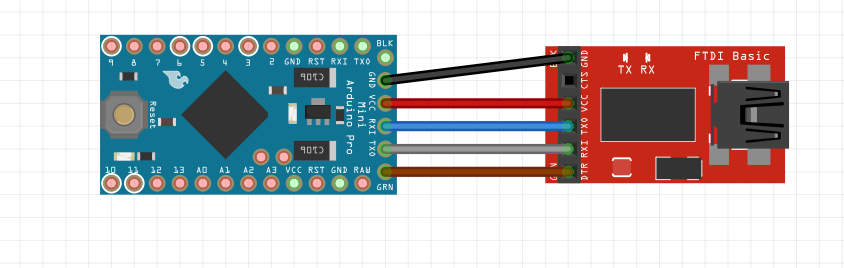 BLK
9 8 7 6 5 4 3 2 GND RST RXI TXO
GND
VCC
RXI
TXO
GRN
Reset
Arduino Pro
Mini
10 11 12 13 A0 A1 A2 A3 VCC RST GND RAW
FTDI Basic
TX RX
GND
CTS
VCC
TXO
RXI
DTR